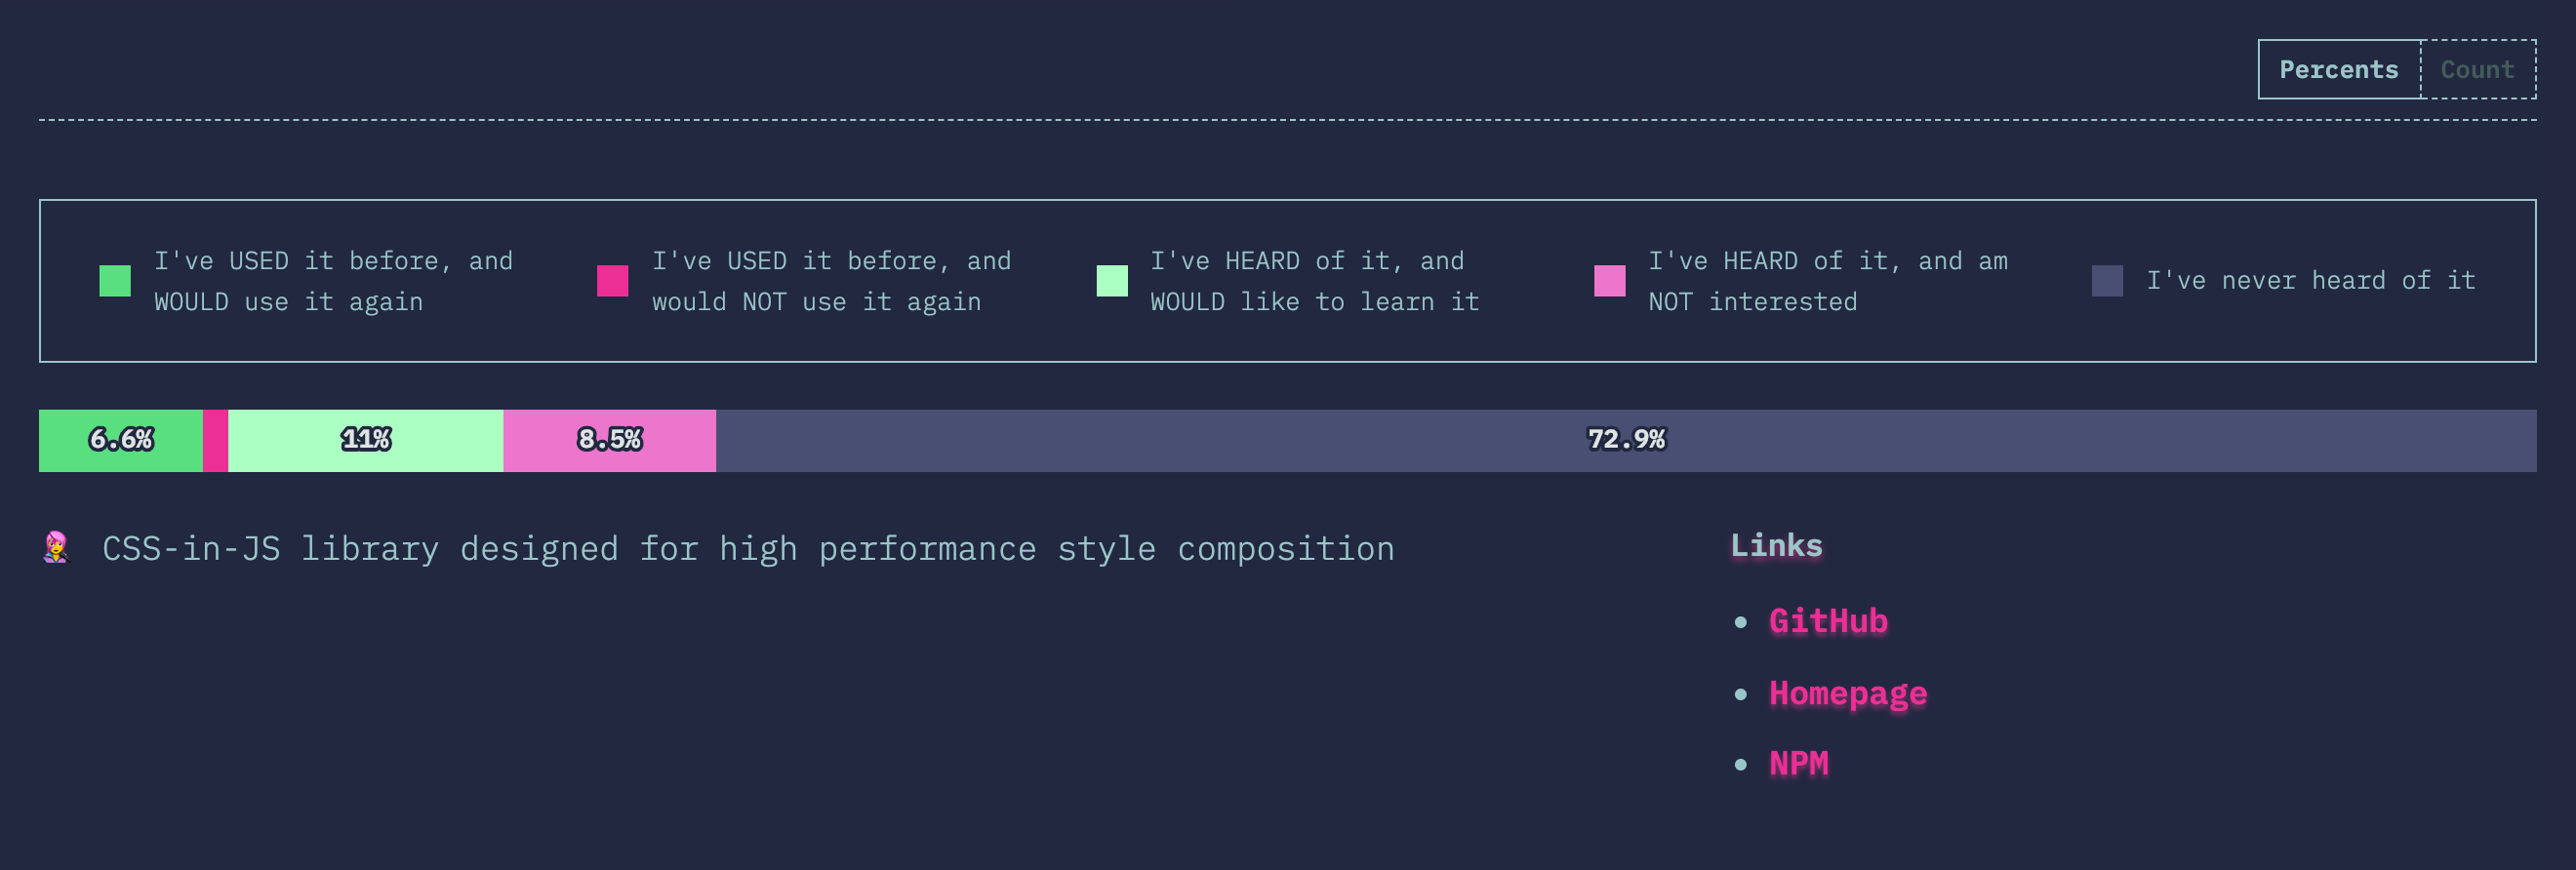 Percents Count
I've USED it before, and
WOULD use it again
I've USED it before, and
would NOT use it again
I've HEARD of it, and
WOULD like to learn it
I've HEARD of it, and am
NOT interested
I've never heard of it
6.6% 11% 8.5% 72.9%
👩‍🎤 CSS-in-JS library designed for high performance style composition
Links
• GitHub
• Homepage
• NPM